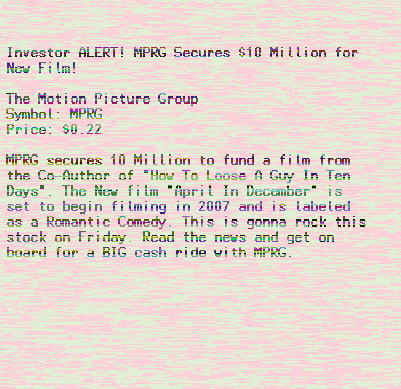 Investor ALERT! MPRG Secures $10 Million for
New Film!
The Motion Picture Group
Symbol: MPRG
Price: $0.22
MPRG secures 10 Million to fund a film from
the Co-Author of "How To Loose A Guy In Ten
Days". The New film "April In December" is
set to begin filming in 2007 and is labeled
as a Romantic Comedy. This is gonna rock this
stock on Friday. Read the news and get on
board for a BIG cash ride with MPRG.